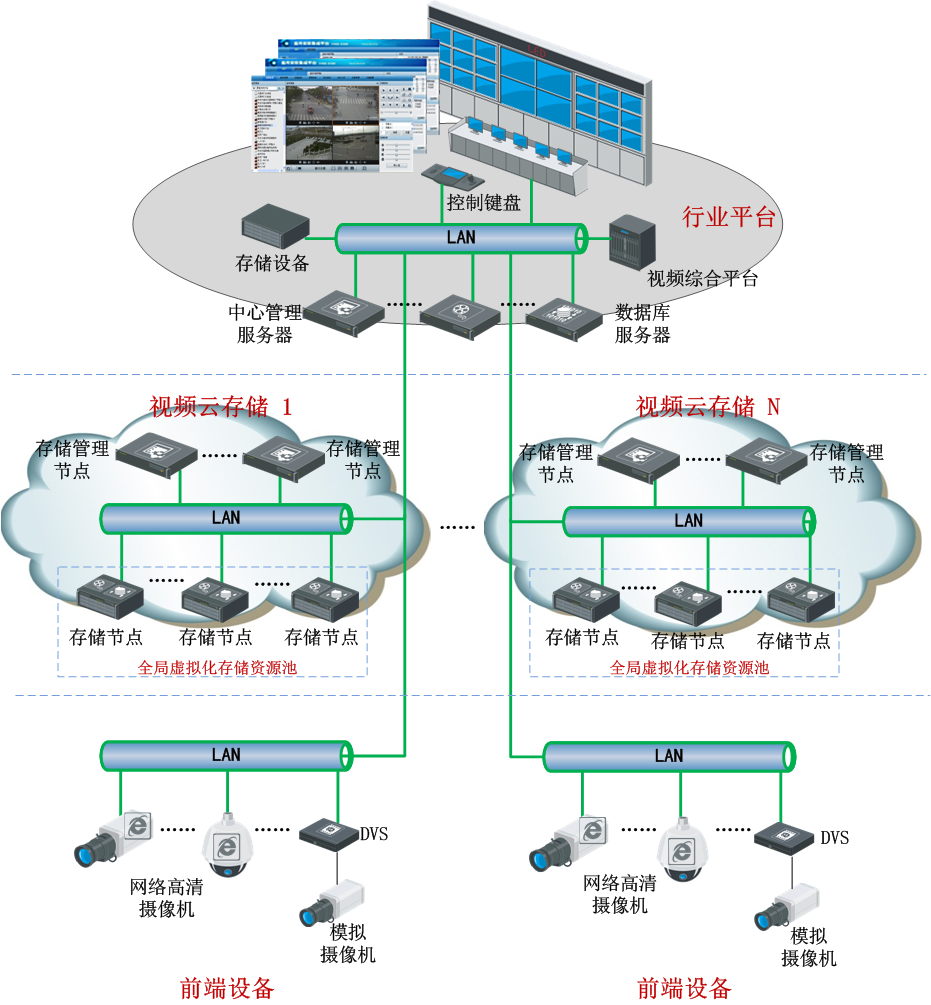 LED
控制键盘
行业平台
LAN
存储设备
视频综合平台
中心管理
服务器
数据库
服务器
视频云存储 1
视频云存储 N
存储管理
节点
存储管理
节点
存储管理
节点
存储管理
节点
LAN
LAN
存储节点
存储节点
存储节点
存储节点
存储节点
存储节点
全局虚拟化存储资源池
全局虚拟化存储资源池
LAN
LAN
DVS
DVS
网络高清
摄像机
网络高清
摄像机
模拟
摄像机
模拟
摄像机
前端设备
前端设备